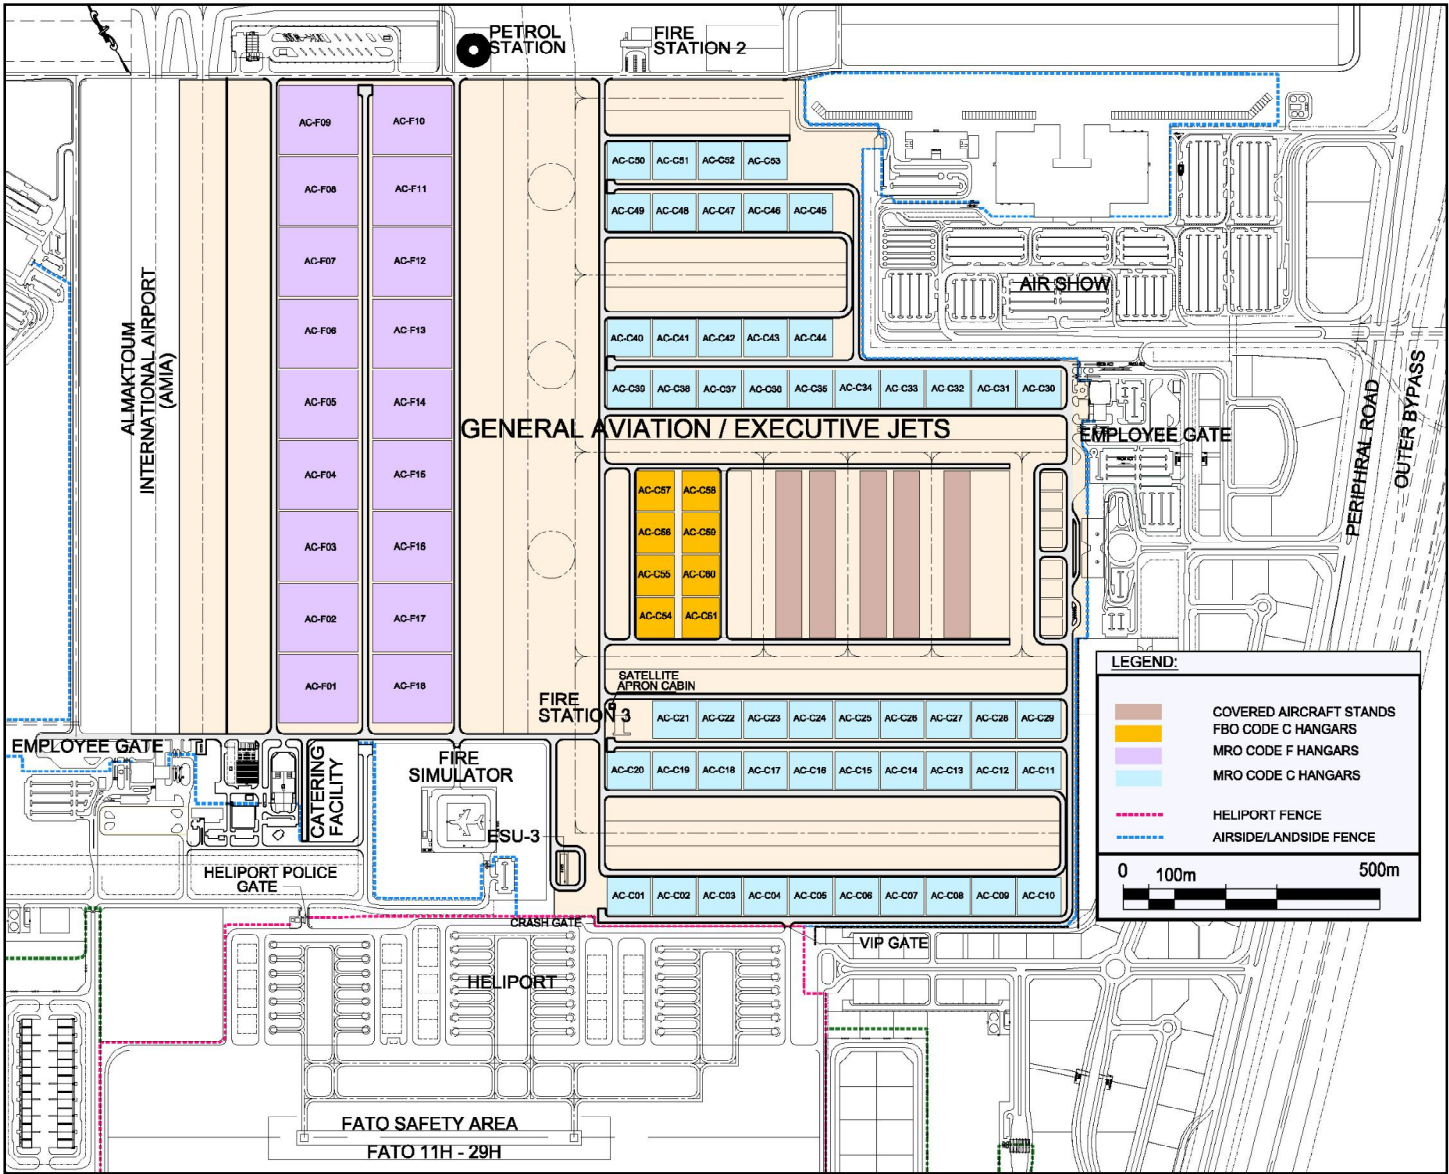 PETROL
STATION
FIRE
STATION 2
AC-F09
AC-F10
AC-F08
AC-F11
AC-F07
AC-F12
AC-F06
AC-F13
AC-F05
AC-F14
AC-F04
AC-F15
AC-F03
AC-F16
AC-F02
AC-F17
AC-F01
AC-F18
ALMAKTOUM
INTERNATIONAL AIRPORT
(AMIA)
AC-C50 AC-C51 AC-C52 AC-C53
AC-C49 AC-C48 AC-C47 AC-C46 AC-C45
AC-C40 AC-C41 AC-C42 AC-C43 AC-C44
AC-C39 AC-C38 AC-C37 AC-C36 AC-C35 AC-C34 AC-C33 AC-C32 AC-C31 AC-C30
AIR SHOW
GENERAL AVIATION / EXECUTIVE JETS
EMPLOYEE GATE
PERIPHRAL ROAD
OUTER BYPASS
AC-C57 AC-C58
AC-C56 AC-C59
AC-C55 AC-C60
AC-C54 AC-C61
SATELLITE
APRON CABIN
FIRE
STATION 3
AC-C21 AC-C22 AC-C23 AC-C24 AC-C25 AC-C26 AC-C27 AC-C28 AC-C29
AC-C20 AC-C19 AC-C18 AC-C17 AC-C16 AC-C15 AC-C14 AC-C13 AC-C12 AC-C11
AC-C01 AC-C02 AC-C03 AC-C04 AC-C05 AC-C06 AC-C07 AC-C08 AC-C09 AC-C10
EMPLOYEE GATE
CATERING
FACILITY
FIRE
SIMULATOR
ESU-3
HELIPORT POLICE
GATE
CRASH GATE
VIP GATE
HELIPORT
FATO SAFETY AREA
FATO 11H - 29H
LEGEND:
COVERED AIRCRAFT STANDS
FBO CODE C HANGARS
MRO CODE F HANGARS
MRO CODE C HANGARS
HELIPORT FENCE
AIRSIDE/LANDSIDE FENCE
0 100m 500m